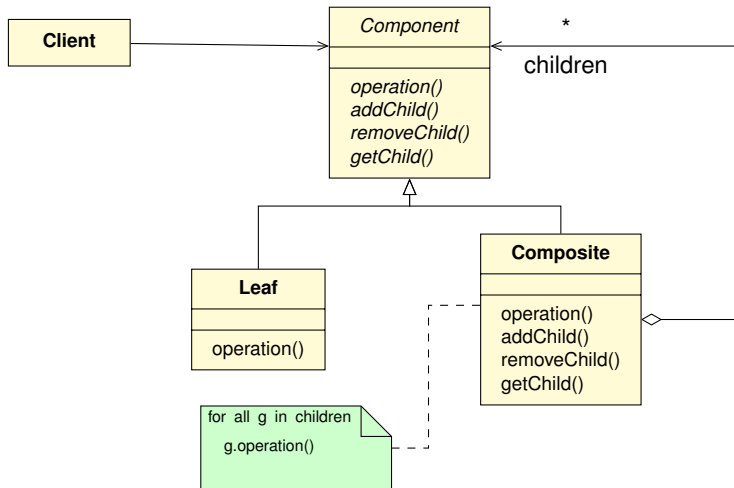 Client
Component
operation()
addChild()
removeChild()
getChild()
*
children
Leaf
operation()
Composite
operation()
addChild()
removeChild()
getChild()
for all g in children
g.operation()